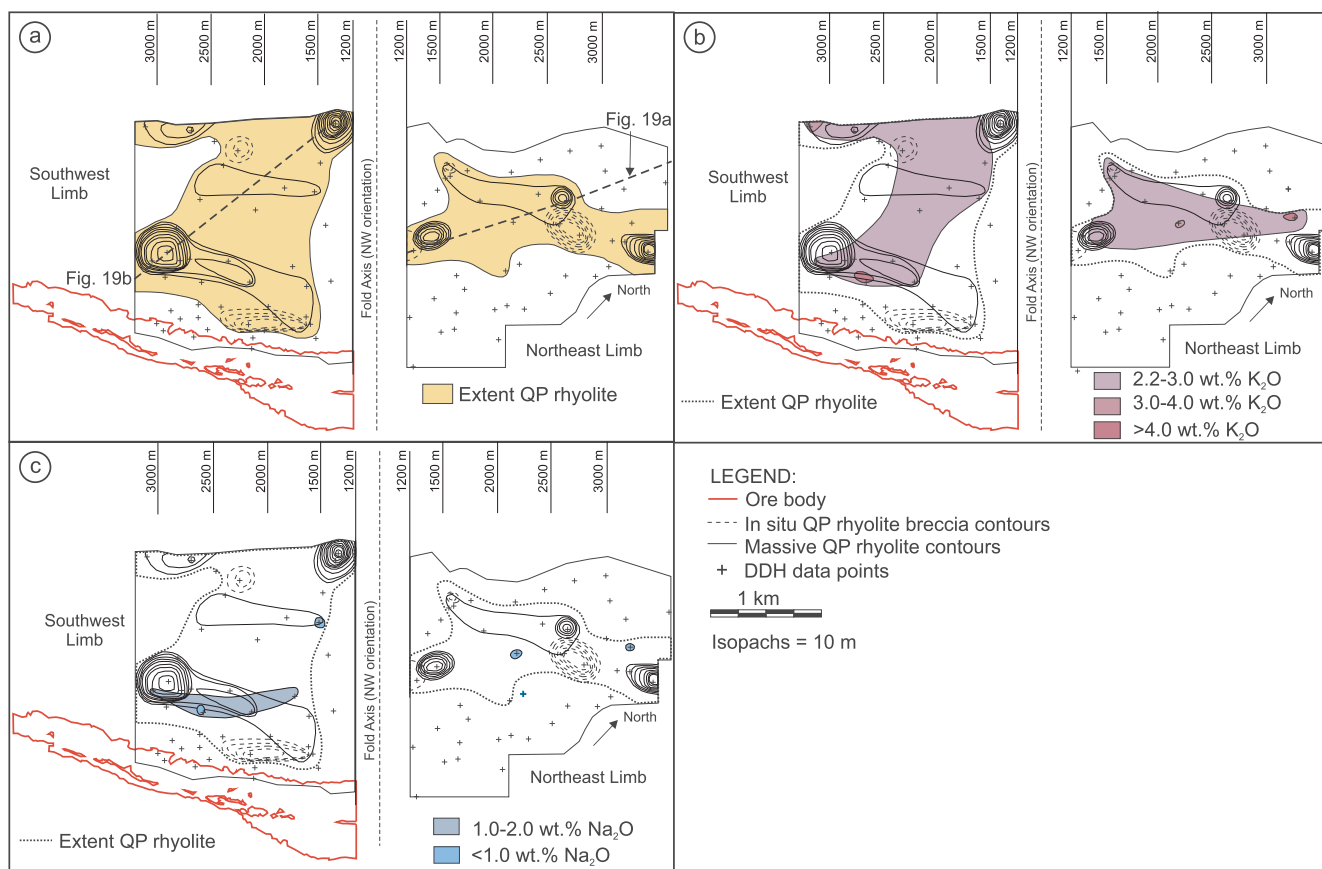 a
3000 m
2500 m
2000 m
1500 m
1200 m
1200 m
1500 m
2000 m
2500 m
3000 m
Fig. 19a
Southwest
Limb
Fold Axis (NW orientation)
Fig. 19b
North
Northeast Limb
Extent QP rhyolite
b
3000 m
2500 m
2000 m
1500 m
1200 m
1200 m
1500 m
2000 m
2500 m
3000 m
Southwest
Limb
Fold Axis (NW orientation)
North
Northeast Limb
Extent QP rhyolite
2.2-3.0 wt.% K₂O
3.0-4.0 wt.% K₂O
>4.0 wt.% K₂O
c
3000 m
2500 m
2000 m
1500 m
1200 m
1200 m
1500 m
2000 m
2500 m
3000 m
Southwest
Limb
Fold Axis (NW orientation)
North
Northeast Limb
Extent QP rhyolite
1.0-2.0 wt.% Na₂O
<1.0 wt.% Na₂O
LEGEND:
Ore body
In situ QP rhyolite breccia contours
Massive QP rhyolite contours
DDH data points
1 km
Isopachs = 10 m